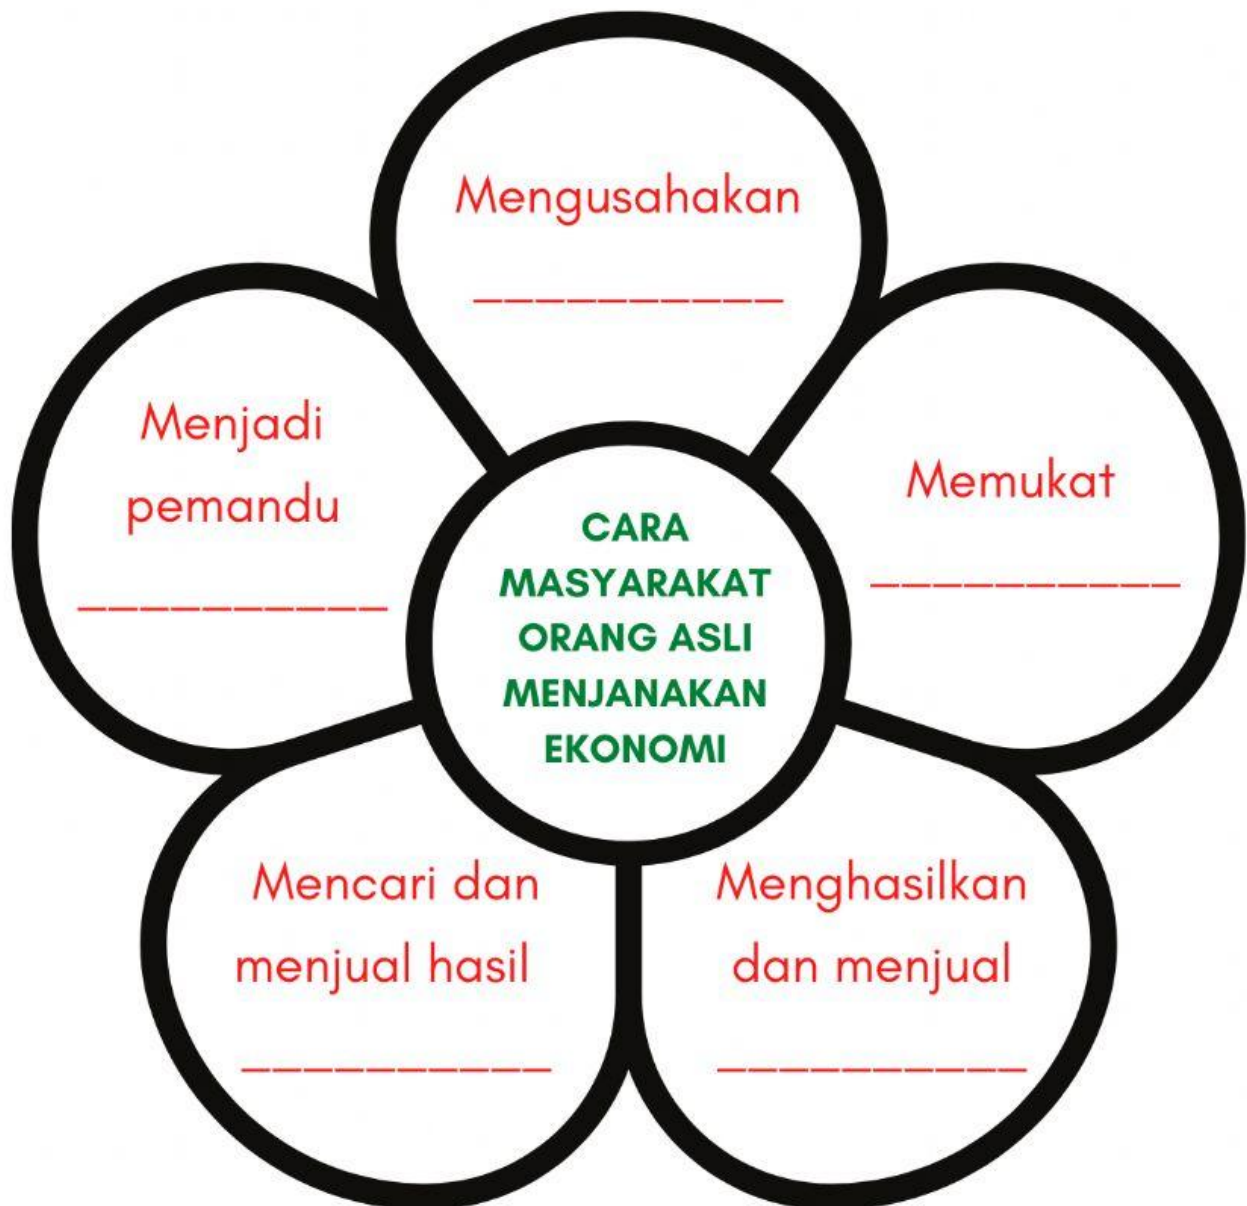 Mengusahakan
__________
Menjadi
pemandu
__________
Memukat
__________
CARA
MASYARAKAT
ORANG ASLI
MENJANAKAN
EKONOMI
Mencari dan
menjual hasil
__________
Menghasilkan
dan menjual
__________